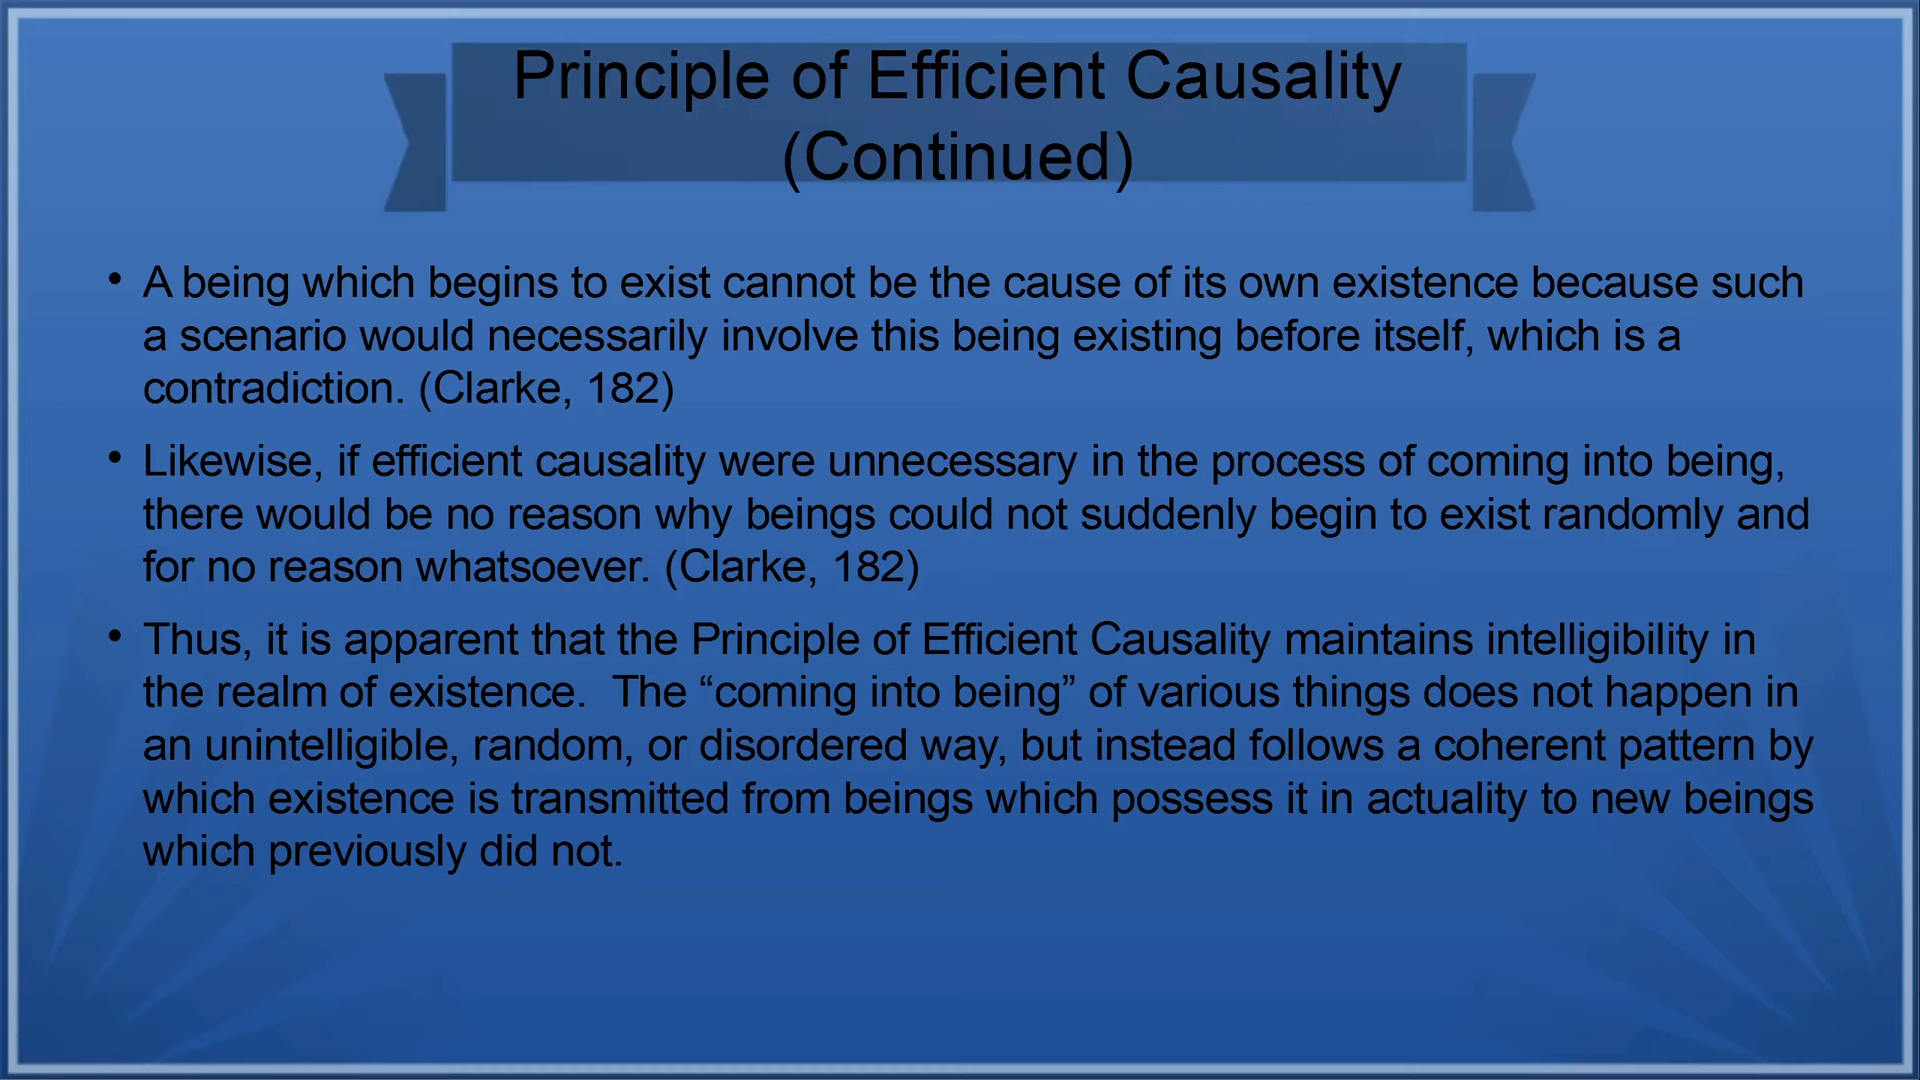 Principle of Efficient Causality
(Continued)
• A being which begins to exist cannot be the cause of its own existence because such
a scenario would necessarily involve this being existing before itself, which is a
contradiction. (Clarke, 182)
• Likewise, if efficient causality were unnecessary in the process of coming into being,
there would be no reason why beings could not suddenly begin to exist randomly and
for no reason whatsoever. (Clarke, 182)
• Thus, it is apparent that the Principle of Efficient Causality maintains intelligibility in
the realm of existence.  The “coming into being” of various things does not happen in
an unintelligible, random, or disordered way, but instead follows a coherent pattern by
which existence is transmitted from beings which possess it in actuality to new beings
which previously did not.